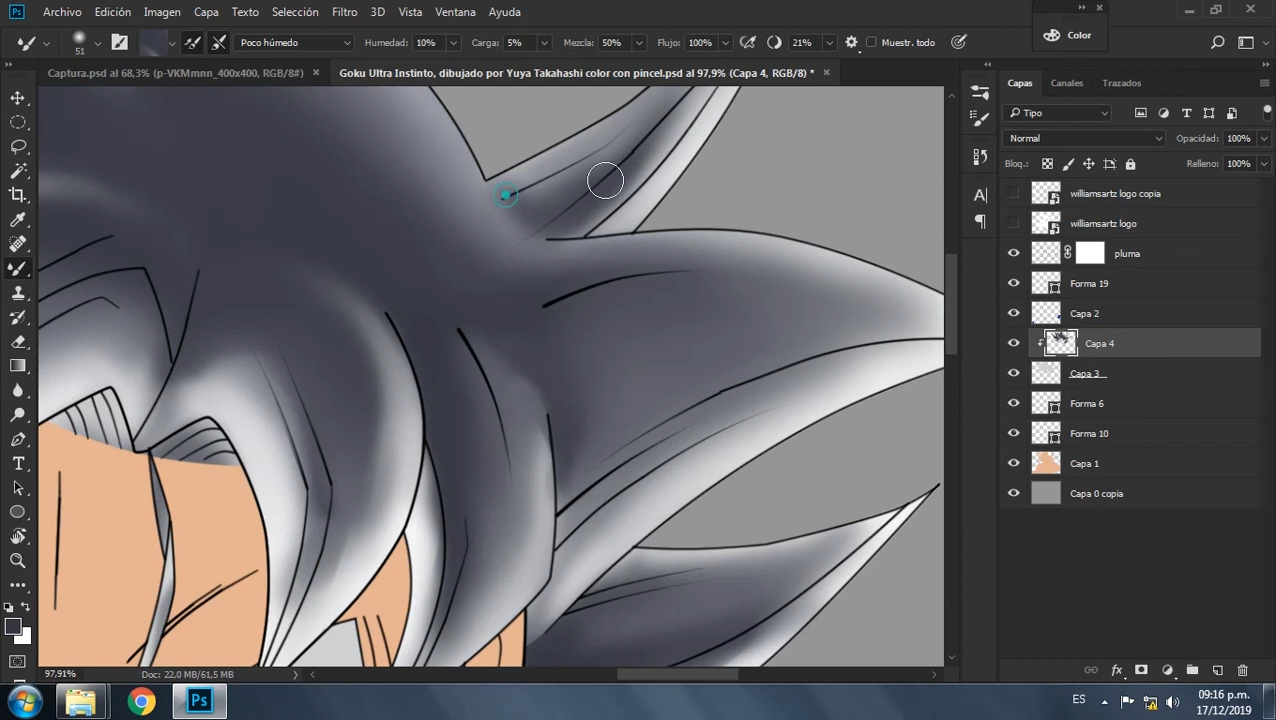 Ps Archivo Edición Imagen Capa Texto Selección Filtro 3D Vista Ventana Ayuda
51 Poco húmedo Humedad: 10% Carga: 5% Mezcla: 50% Flujo: 100% 21% Muestr. todo
Color
Captura.psd al 68,3% (p-VKMmnn_400x400, RGB/8#) × Goku Ultra Instinto, dibujado por Yuya Takahashi color con pincel.psd al 97,9% (Capa 4, RGB/8) * ×
Capas Canales Trazados
Tipo
Normal Opacidad: 100%
Bloq.: Relleno: 100%
williamsartz logo copia
williamsartz logo
pluma
Forma 19
Capa 2
Capa 4
Capa 3
Forma 6
Forma 10
Capa 1
Capa 0 copia
97,91% Doc: 22,0 MB/61,5 MB
Ps ES 09:16 p.m.
17/12/2019